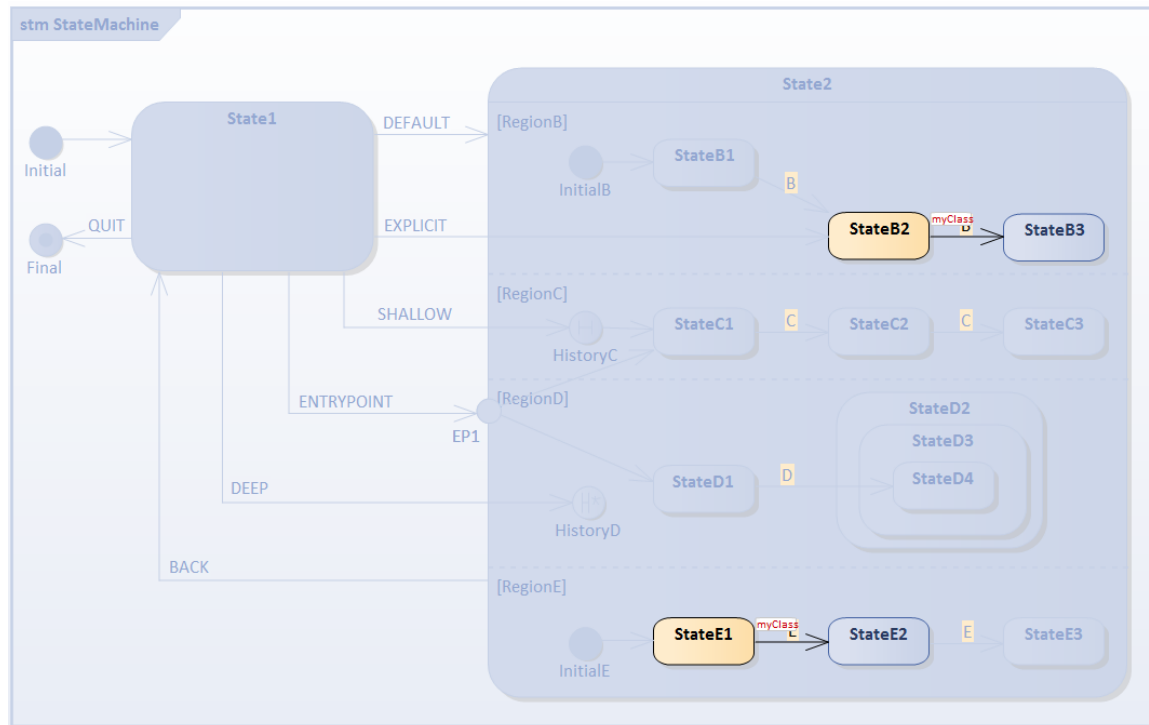 stm StateMachine
State2
State1
DEFAULT
[RegionB]
Initial
InitialB
StateB1
B
QUIT
EXPLICIT
StateB2
myClass
B
StateB3
Final
[RegionC]
SHALLOW
HistoryC
StateC1
C
StateC2
C
StateC3
ENTRYPOINT
[RegionD]
EP1
StateD2
StateD3
StateD4
StateD1
D
DEEP
HistoryD
BACK
[RegionE]
InitialE
StateE1
myClass
StateE2
E
StateE3